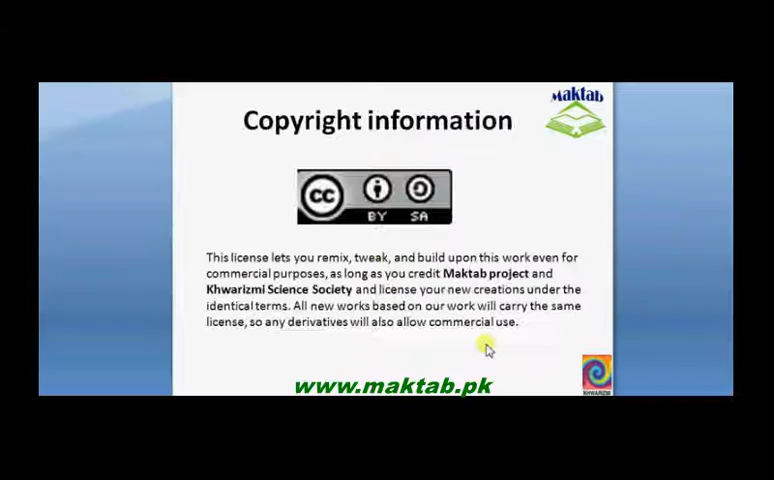 Maktab
Copyright information
cc
BY SA
This license lets you remix, tweak, and build upon this work even for
commercial purposes, as long as you credit Maktab project and
Khwarizmi Science Society and license your new creations under the
identical terms. All new works based on our work will carry the same
license, so any derivatives will also allow commercial use.
www.maktab.pk
KHWARIZMI